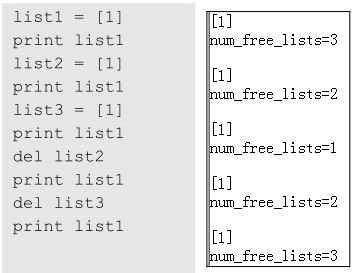 list1 = [1]
print list1
list2 = [1]
print list1
list3 = [1]
print list1
del list2
print list1
del list3
print list1
[1]
num_free_lists=3
[1]
num_free_lists=2
[1]
num_free_lists=1
[1]
num_free_lists=2
[1]
num_free_lists=3